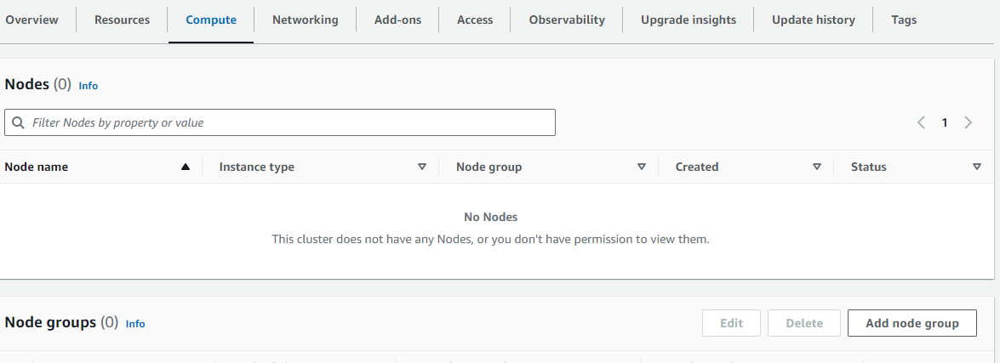 Overview Resources Compute Networking Add-ons Access Observability Upgrade insights Update history Tags
Nodes (0) Info
Filter Nodes by property or value 1
Node name Instance type Node group Created Status
No Nodes
This cluster does not have any Nodes, or you don't have permission to view them.
Node groups (0) Info Edit Delete Add node group